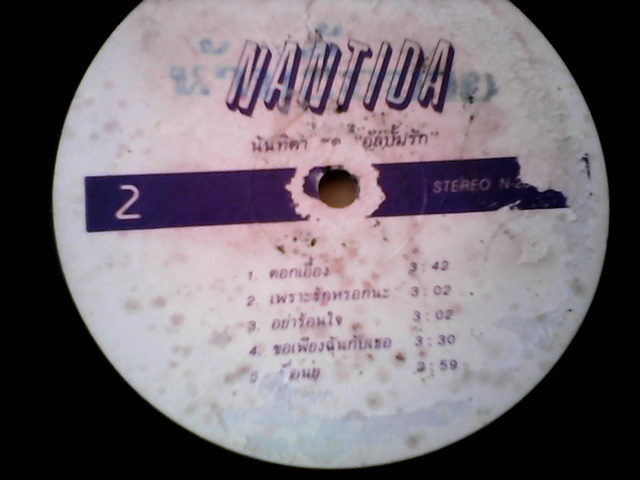 NANTIDA
นันทิดา "อัลบั้มรัก"
2
STEREO
1. ดอกเอื้อง 3:42
2. เพราะรักหรอกนะ 3:02
3. อย่าร้อนใจ 3:02
4. ขอเพียงฉันกับเธอ 3:30
5 :59